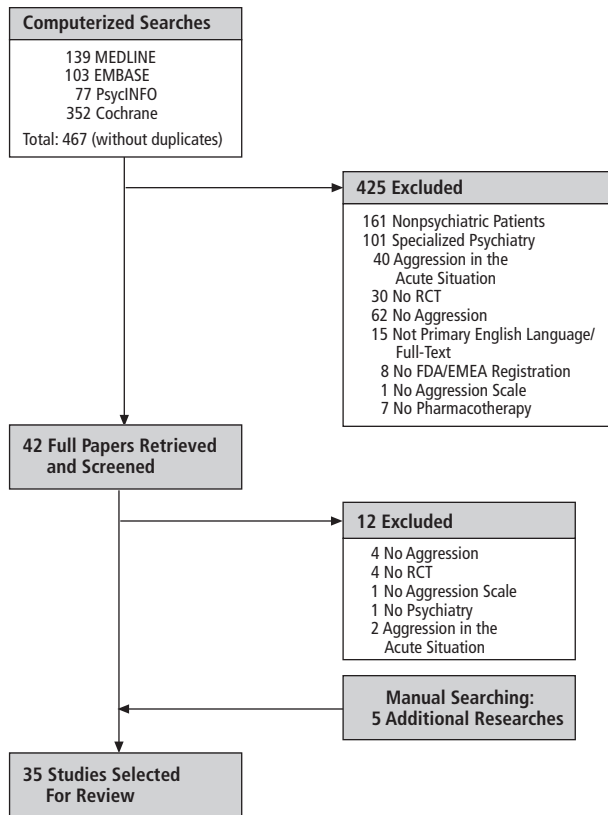 Computerized Searches
139 MEDLINE
103 EMBASE
77 PsycINFO
352 Cochrane
Total: 467 (without duplicates)
425 Excluded
161 Nonpsychiatric Patients
101 Specialized Psychiatry
40 Aggression in the
Acute Situation
30 No RCT
62 No Aggression
15 Not Primary English Language/
Full-Text
8 No FDA/EMEA Registration
1 No Aggression Scale
7 No Pharmacotherapy
42 Full Papers Retrieved
and Screened
12 Excluded
4 No Aggression
4 No RCT
1 No Aggression Scale
1 No Psychiatry
2 Aggression in the
Acute Situation
Manual Searching:
5 Additional Researches
35 Studies Selected
For Review